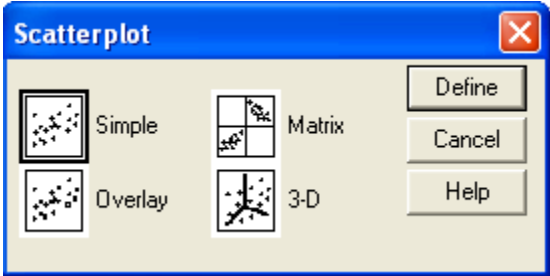 Scatterplot
Simple
Matrix
Overlay
3-D
Define
Cancel
Help